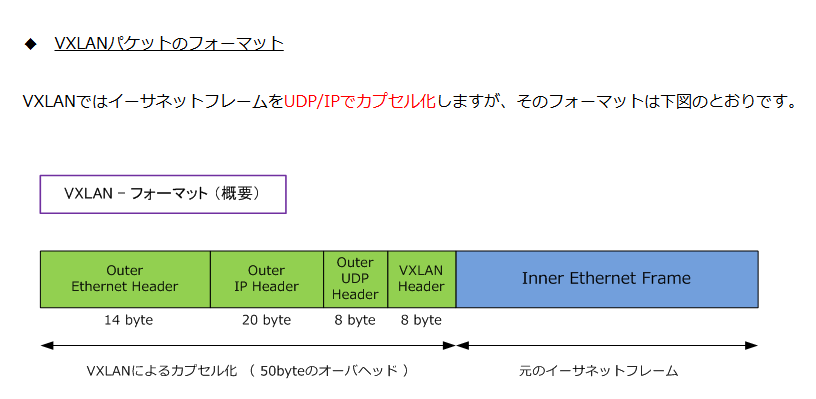 ◆ VXLANパケットのフォーマット
VXLANではイーサネットフレームをUDP/IPでカプセル化しますが、そのフォーマットは下図のとおりです。
VXLAN – フォーマット（概要）
Outer
Ethernet Header
Outer
IP Header
Outer
UDP
Header
VXLAN
Header
Inner Ethernet Frame
14 byte
20 byte
8 byte
8 byte
VXLANによるカプセル化 （ 50byteのオーバヘッド ）
元のイーサネットフレーム